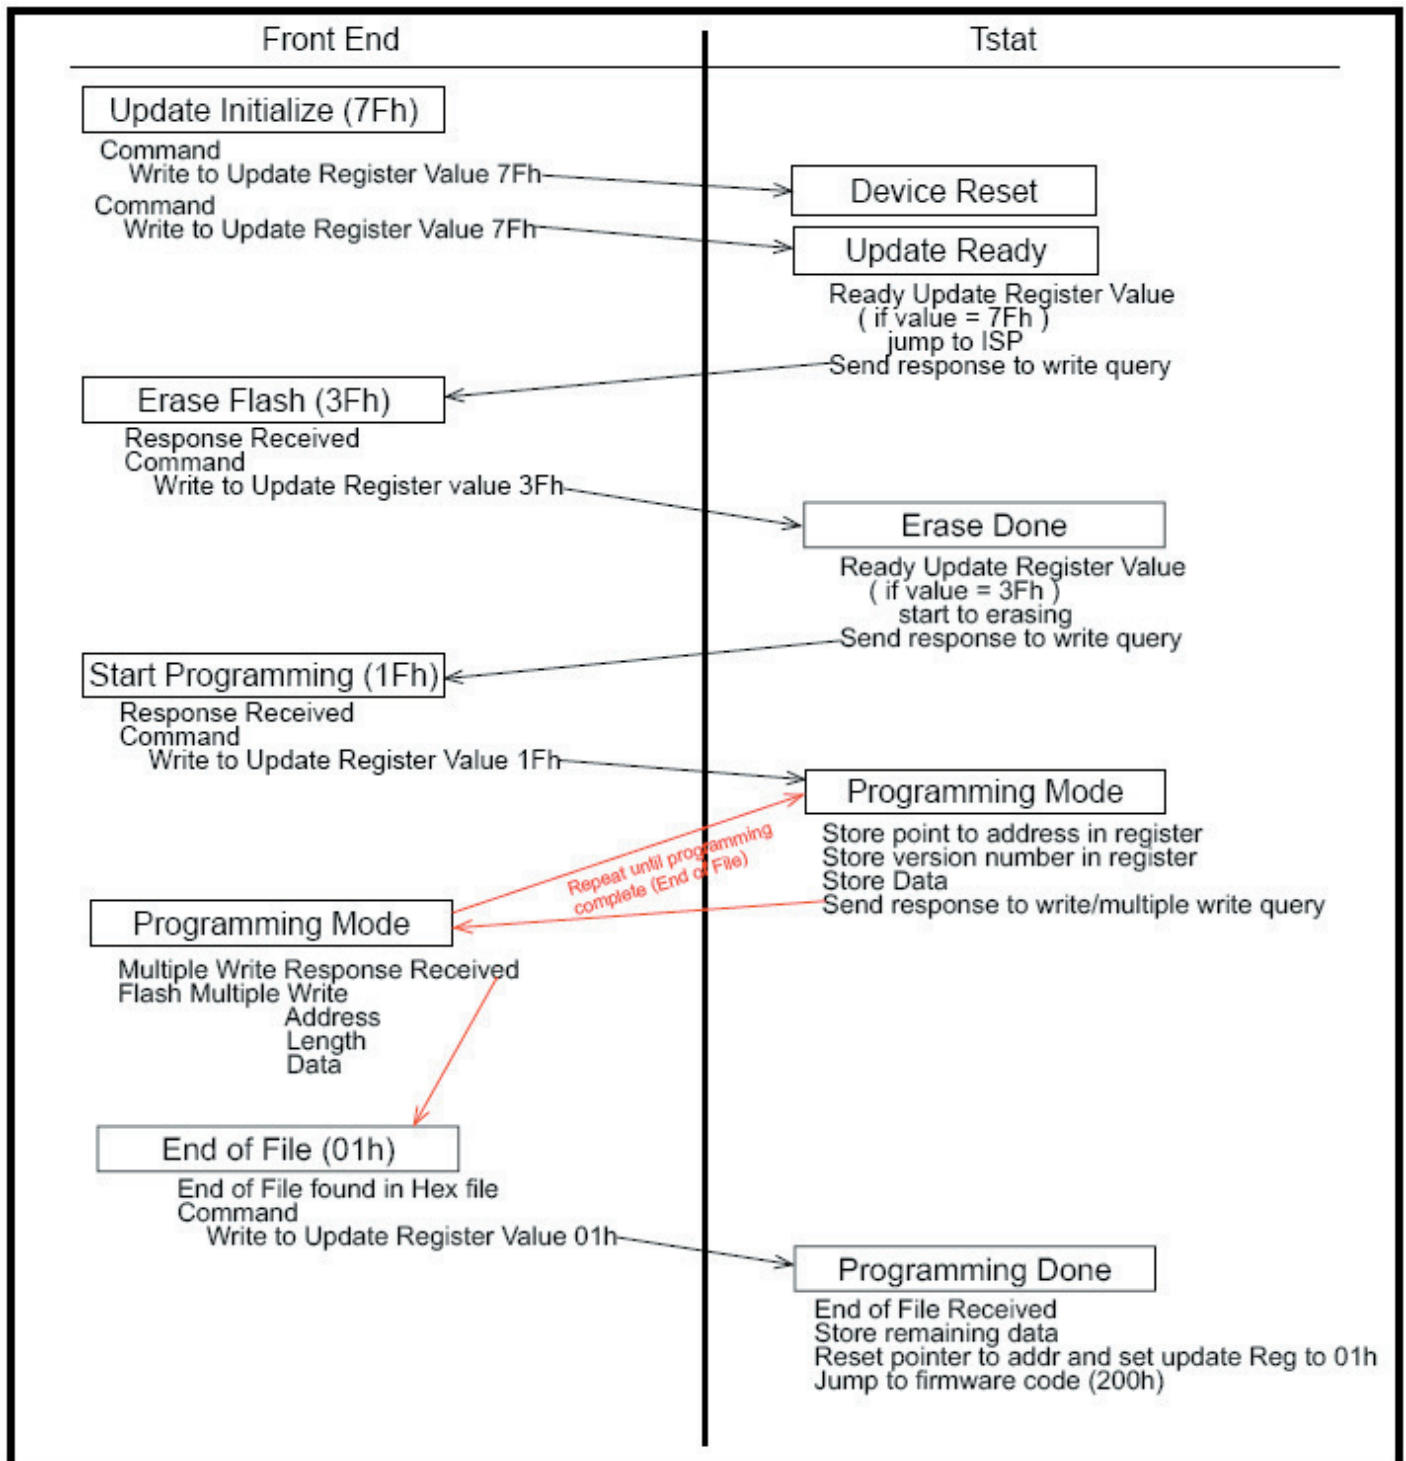 Front End
Tstat
Update Initialize (7Fh)
Command
Write to Update Register Value 7Fh
Command
Write to Update Register Value 7Fh
Device Reset
Update Ready
Ready Update Register Value
( if value = 7Fh )
jump to ISP
Send response to write query
Erase Flash (3Fh)
Response Received
Command
Write to Update Register value 3Fh
Erase Done
Ready Update Register Value
( if value = 3Fh )
start to erasing
Send response to write query
Start Programming (1Fh)
Response Received
Command
Write to Update Register Value 1Fh
Programming Mode
Store point to address in register
Store version number in register
Store Data
Send response to write/multiple write query
Repeat until programming
complete (End of File)
Programming Mode
Multiple Write Response Received
Flash Multiple Write
Address
Length
Data
End of File (01h)
End of File found in Hex file
Command
Write to Update Register Value 01h
Programming Done
End of File Received
Store remaining data
Reset pointer to addr and set update Reg to 01h
Jump to firmware code (200h)